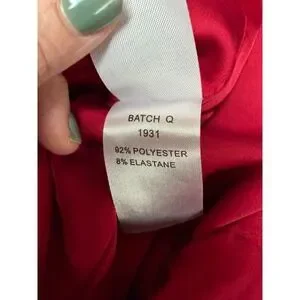 BATCH Q
1931
92% POLYESTER
8% ELASTANE